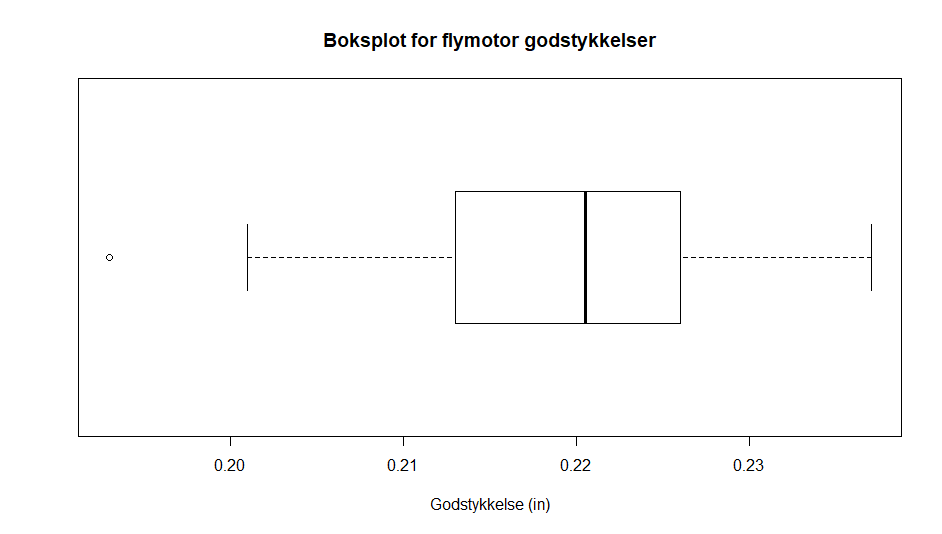 Boksplot for flymotor godstykkelser
0.20 0.21 0.22 0.23
Godstykkelse (in)